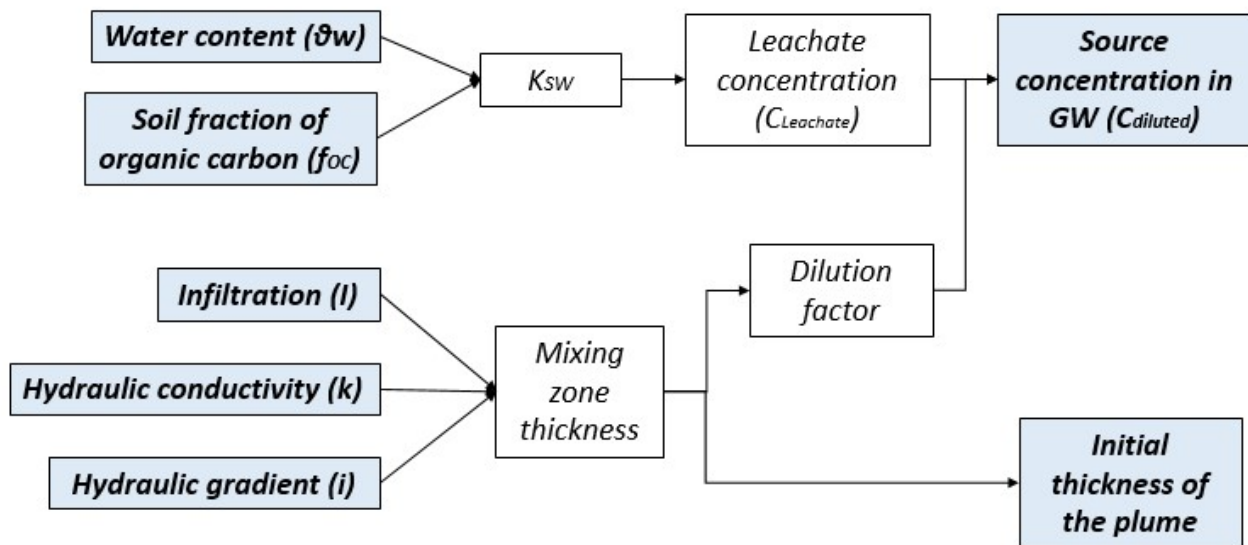 Water content (ϑw)
Soil fraction of
organic carbon (fOC)
KSW
Leachate
concentration
(CLeachate)
Source
concentration in
GW (Cdiluted)
Infiltration (I)
Hydraulic conductivity (k)
Hydraulic gradient (i)
Mixing
zone
thickness
Dilution
factor
Initial
thickness of
the plume